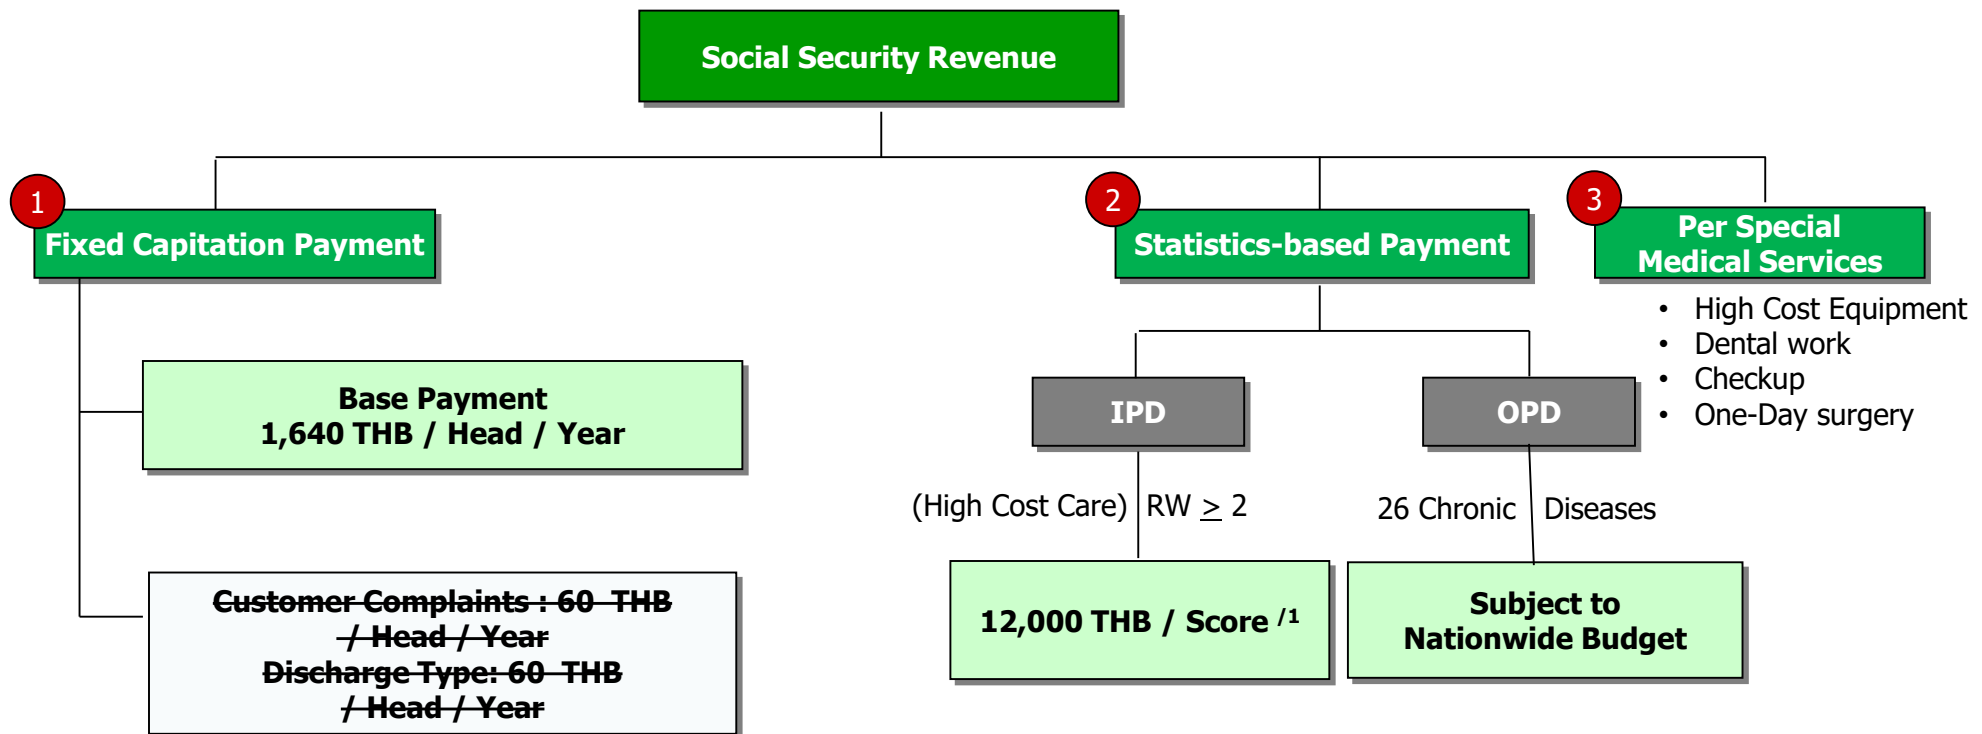 Social Security Revenue
1
Fixed Capitation Payment
2
Statistics-based Payment
3
Per Special
Medical Services
• High Cost Equipment
• Dental work
• Checkup
• One-Day surgery
Base Payment
1,640 THB / Head / Year
Customer Complaints : 60 THB
/ Head / Year
Discharge Type: 60 THB
/ Head / Year
IPD
OPD
(High Cost Care) RW ≥ 2
26 Chronic Diseases
12,000 THB / Score /1
Subject to
Nationwide Budget